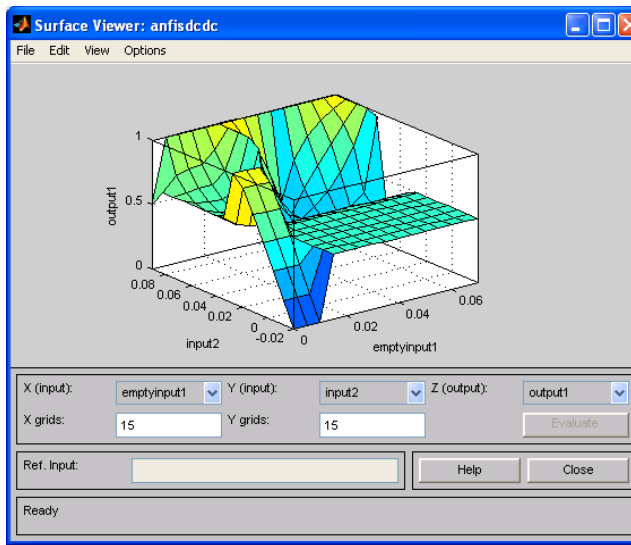 Surface Viewer: anfisdcdc
File Edit View Options
1
0.5
0
output1
0.08
0.06
0.04
0.02
0
-0.02
input2
0
0.02
0.04
0.06
emptyinput1
X (input): emptyinput1 Y (input): input2 Z (output): output1
X grids: 15 Y grids: 15 Evaluate
Ref. Input: Help Close
Ready